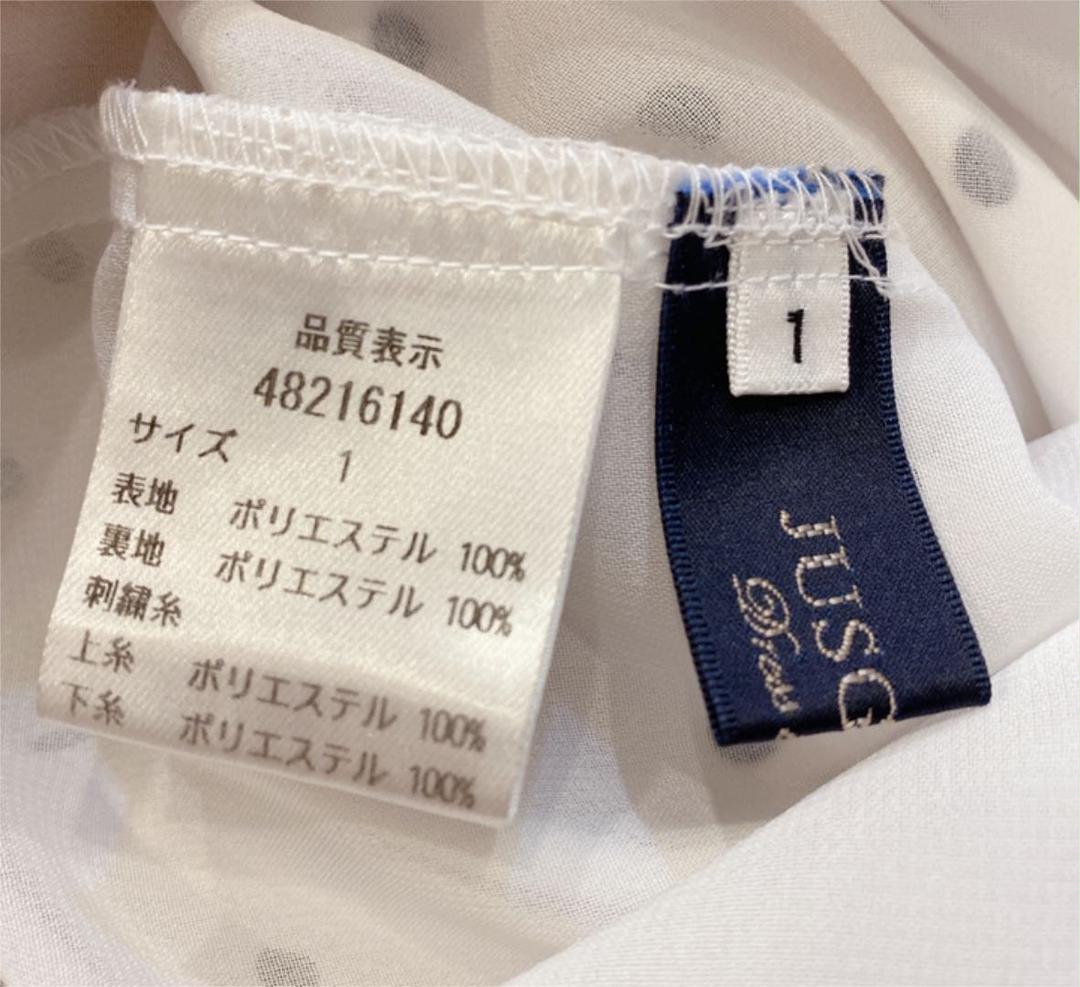 品質表示
48216140
サイズ 1
表地 ポリエステル 100%
裏地 ポリエステル 100%
刺繍糸
上糸 ポリエステル 100%
下糸 ポリエステル 100%
1
JUSG